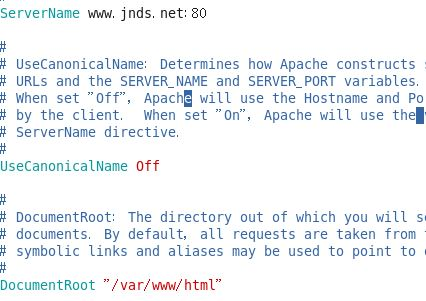 ServerName www.jnds.net:80
#
# UseCanonicalName: Determines how Apache constructs
# URLs and the SERVER_NAME and SERVER_PORT variables.
# When set "Off", Apache will use the Hostname and Po
# by the client.  When set "On", Apache will use the
# ServerName directive.
#
UseCanonicalName Off
#
# DocumentRoot: The directory out of which you will se
# documents. By default, all requests are taken from
# symbolic links and aliases may be used to point to
#
DocumentRoot "/var/www/html"